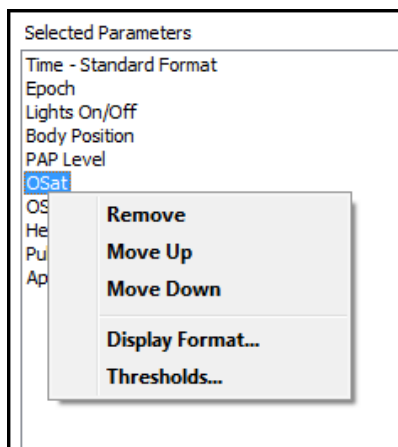 Selected Parameters
Time - Standard Format
Epoch
Lights On/Off
Body Position
PAP Level
OSat
Remove
Move Up
Move Down
Display Format...
Thresholds...